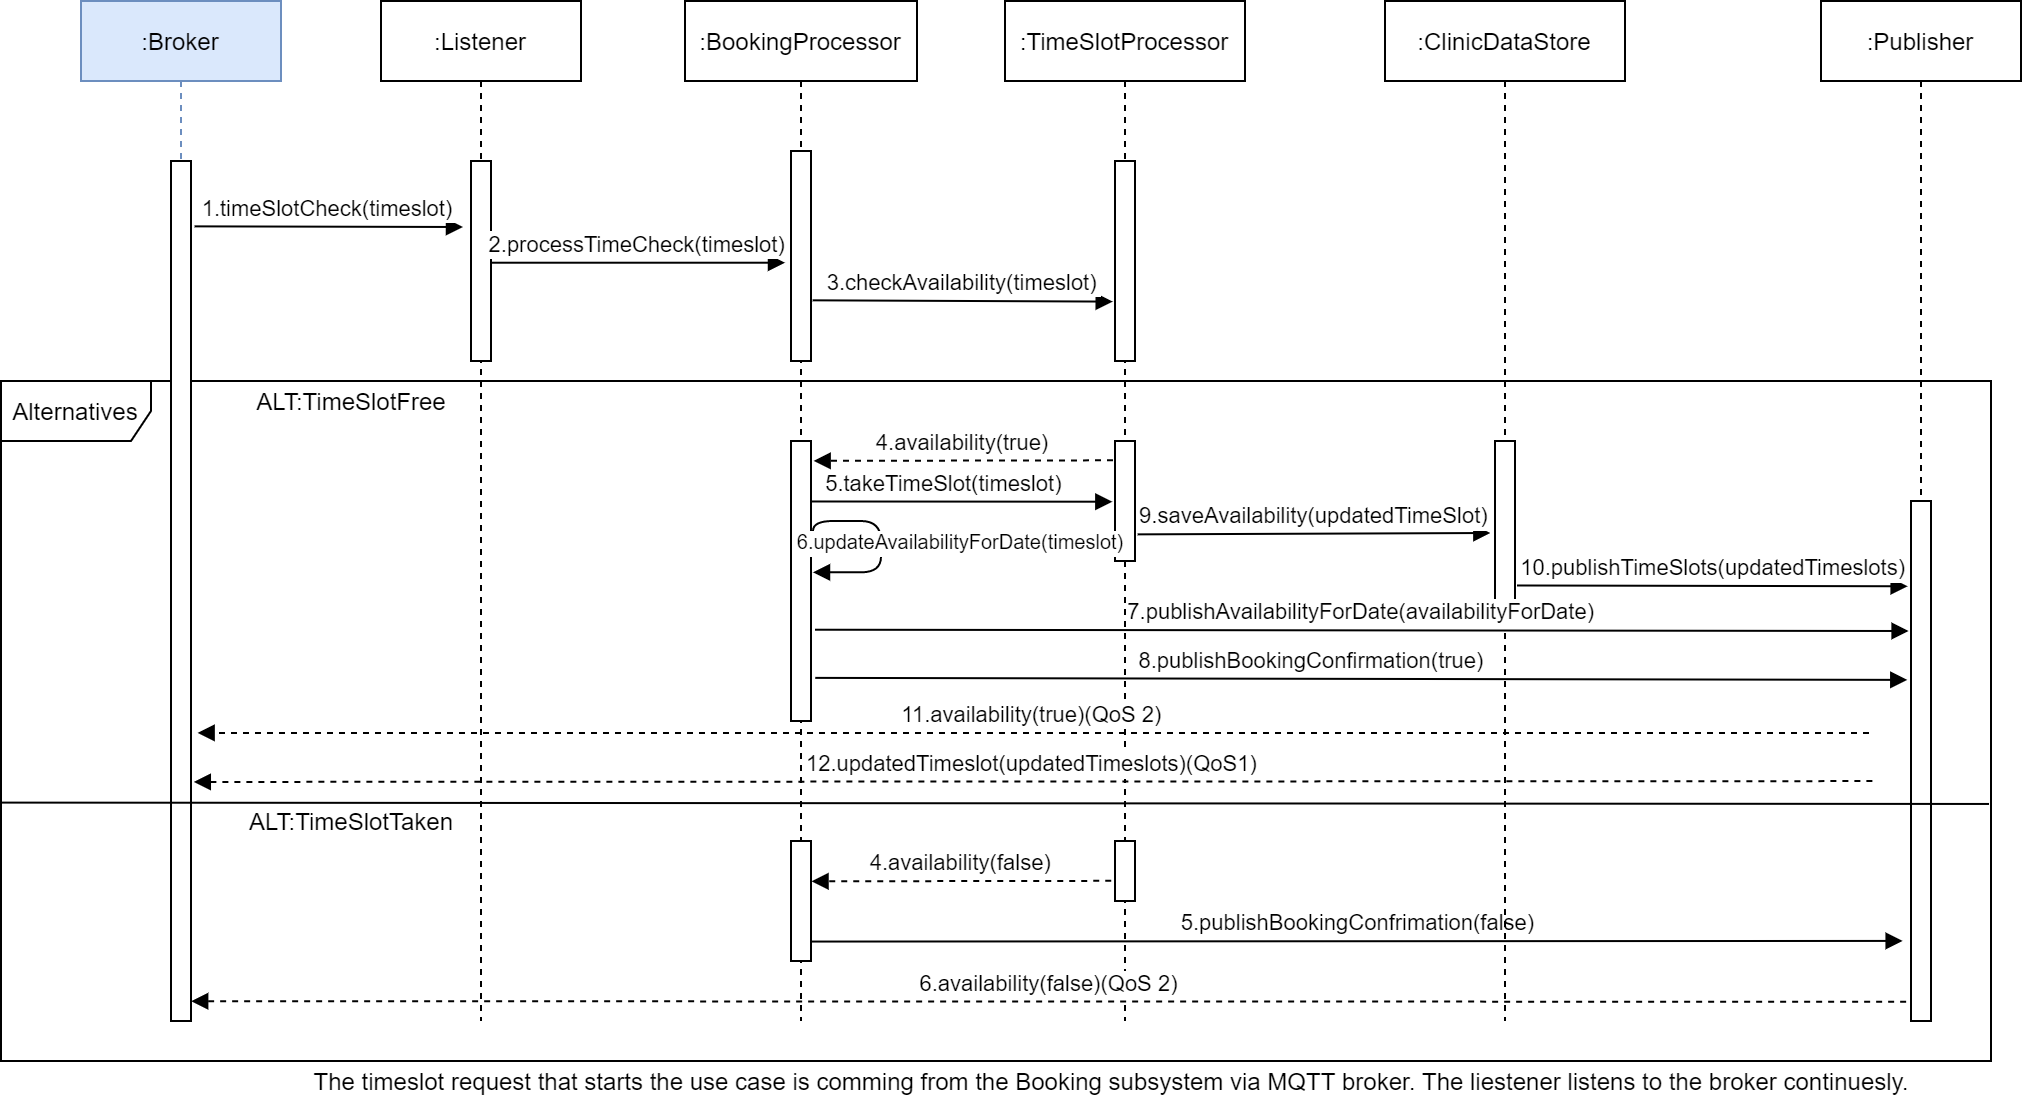 :Broker
:Listener
:BookingProcessor
:TimeSlotProcessor
:ClinicDataStore
:Publisher
1.timeSlotCheck(timeslot)
2.processTimeCheck(timeslot)
3.checkAvailability(timeslot)
Alternatives
ALT:TimeSlotFree
4.availability(true)
5.takeTimeSlot(timeslot)
9.saveAvailability(updatedTimeSlot)
6.updateAvailabilityForDate(timeslot)
10.publishTimeSlots(updatedTimeslots)
7.publishAvailabilityForDate(availabilityForDate)
8.publishBookingConfirmation(true)
11.availability(true)(QoS 2)
12.updatedTimeslot(updatedTimeslots)(QoS1)
ALT:TimeSlotTaken
4.availability(false)
5.publishBookingConfrimation(false)
6.availability(false)(QoS 2)
The timeslot request that starts the use case is comming from the Booking subsystem via MQTT broker. The liestener listens to the broker continuesly.